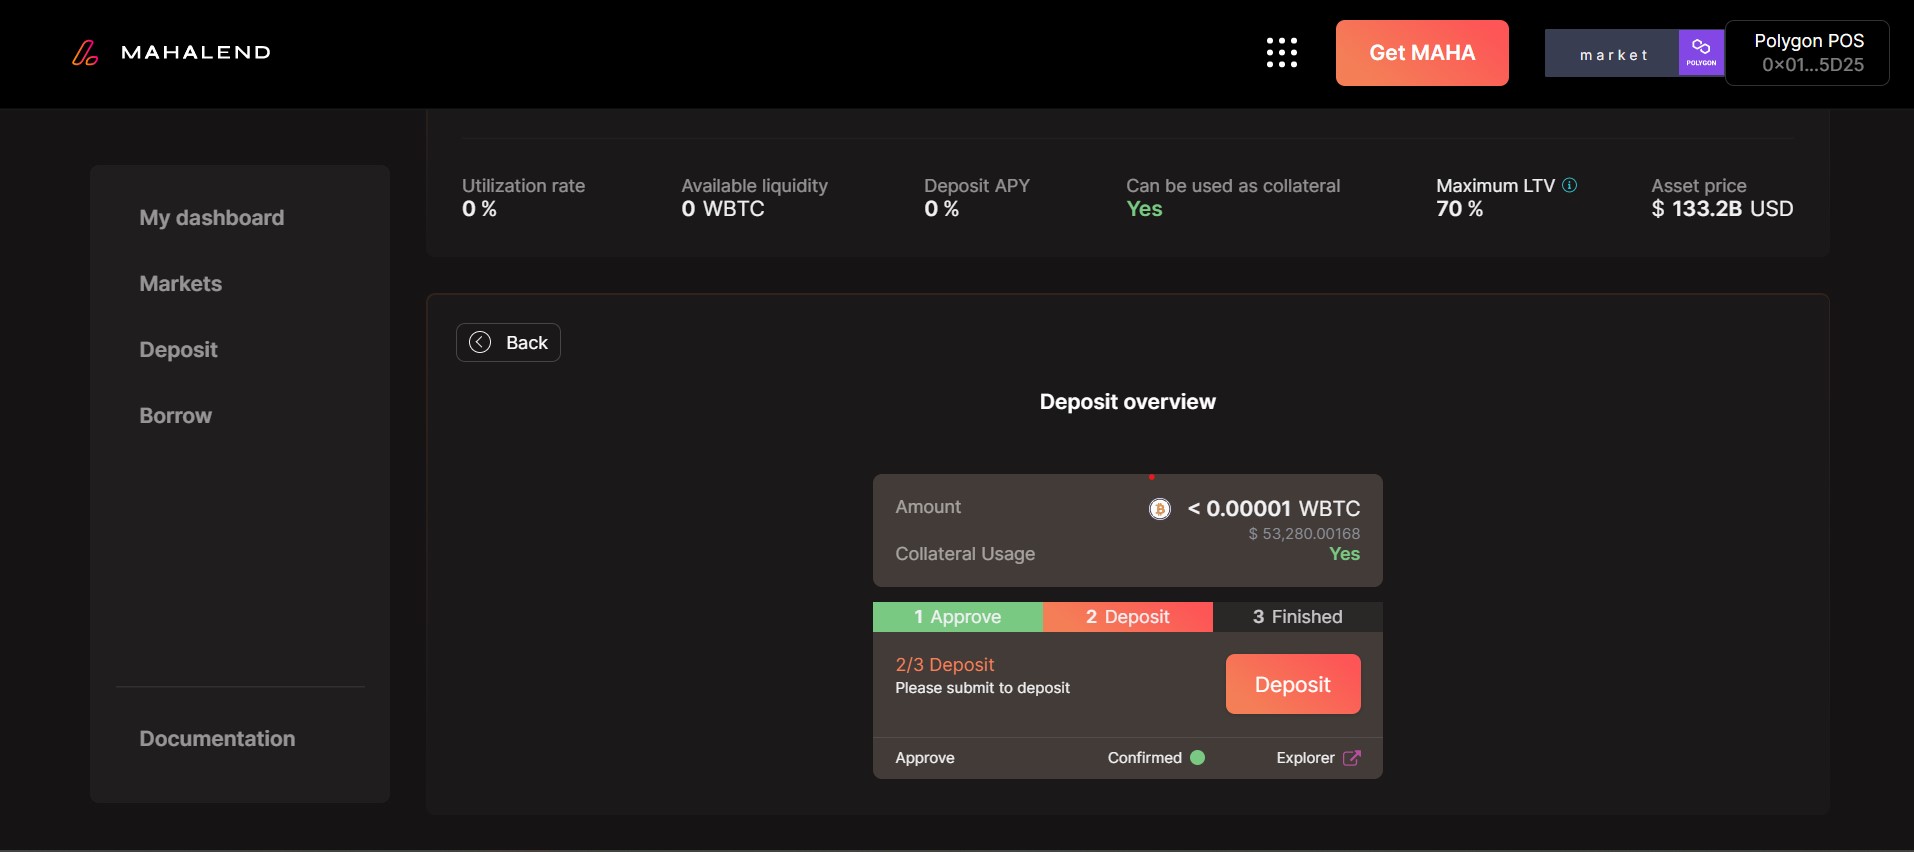 MAHALEND
Get MAHA
market
POLYGON
Polygon POS
0x01...5D25
My dashboard
Markets
Deposit
Borrow
Documentation
Utilization rate
0 %
Available liquidity
0 WBTC
Deposit APY
0 %
Can be used as collateral
Yes
Maximum LTV
70 %
Asset price
$ 133.2B USD
Back
Deposit overview
Amount
< 0.00001 WBTC
$ 53,280.00168
Collateral Usage
Yes
1 Approve
2 Deposit
3 Finished
2/3 Deposit
Please submit to deposit
Deposit
Approve
Confirmed
Explorer